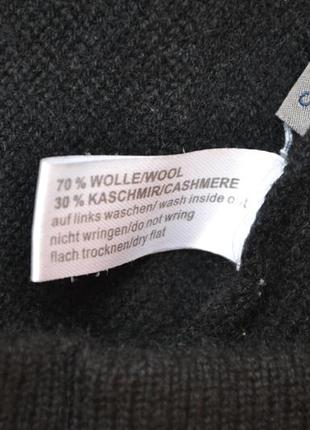 70 % WOLLE/WOOL
30 % KASCHMIR/CASHMERE
auf links waschen/ wash inside out
nicht wringen/do not wring
flach trocknen/dry flat